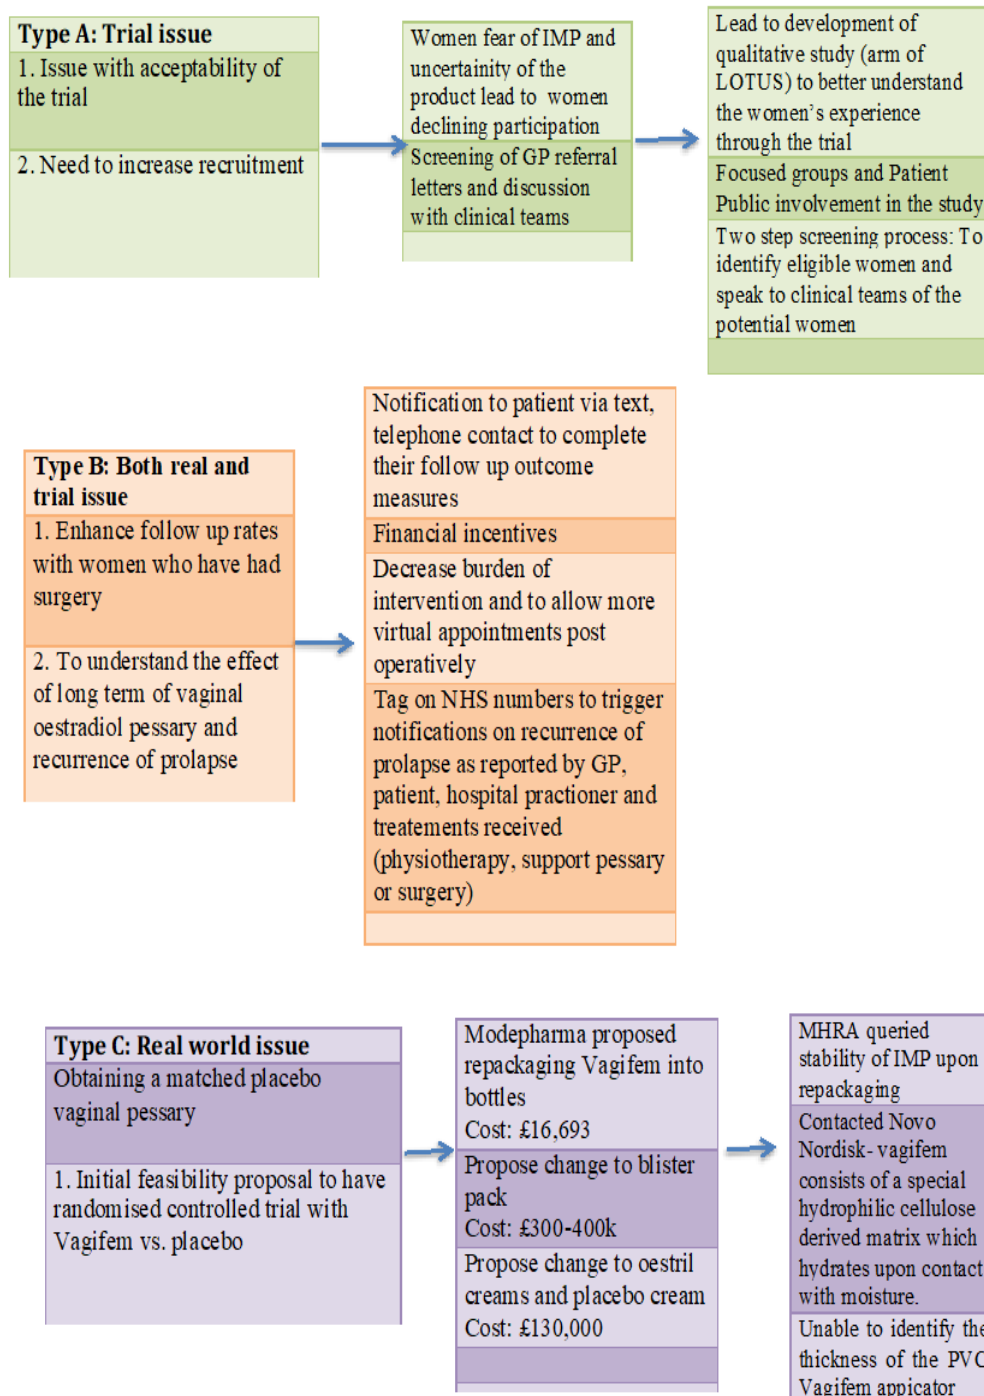 Type A: Trial issue
1. Issue with acceptability of
the trial
2. Need to increase recruitment
Women fear of IMP and
uncertainity of the
product lead to women
declining participation
Screening of GP referral
letters and discussion
with clinical teams
Lead to development of
qualitative study (arm of
LOTUS) to better understand
the women's experience
through the trial
Focused groups and Patient
Public involvement in the study
Two step screening process: To
identify eligible women and
speak to clinical teams of the
potential women
Type B: Both real and
trial issue
1. Enhance follow up rates
with women who have had
surgery
2. To understand the effect
of long term of vaginal
oestradiol pessary and
recurrence of prolapse
Notification to patient via text,
telephone contact to complete
their follow up outcome
measures
Financial incentives
Decrease burden of
intervention and to allow more
virtual appointments post
operatively
Tag on NHS numbers to trigger
notifications on recurrence of
prolapse as reported by GP,
patient, hospital practioner and
treatements received
(physiotherapy, support pessary
or surgery)
Type C: Real world issue
Obtaining a matched placebo
vaginal pessary
1. Initial feasibility proposal to have
randomised controlled trial with
Vagifem vs. placebo
Modepharma proposed
repackaging Vagifem into
bottles
Cost: £16,693
Propose change to blister
pack
Cost: £300-400k
Propose change to oestril
creams and placebo cream
Cost: £130,000
MHRA queried
stability of IMP upon
repackaging
Contacted Novo
Nordisk- vagifem
consists of a special
hydrophilic cellulose
derived matrix which
hydrates upon contact
with moisture.
Unable to identify the
thickness of the PVC
Vagifem appicator